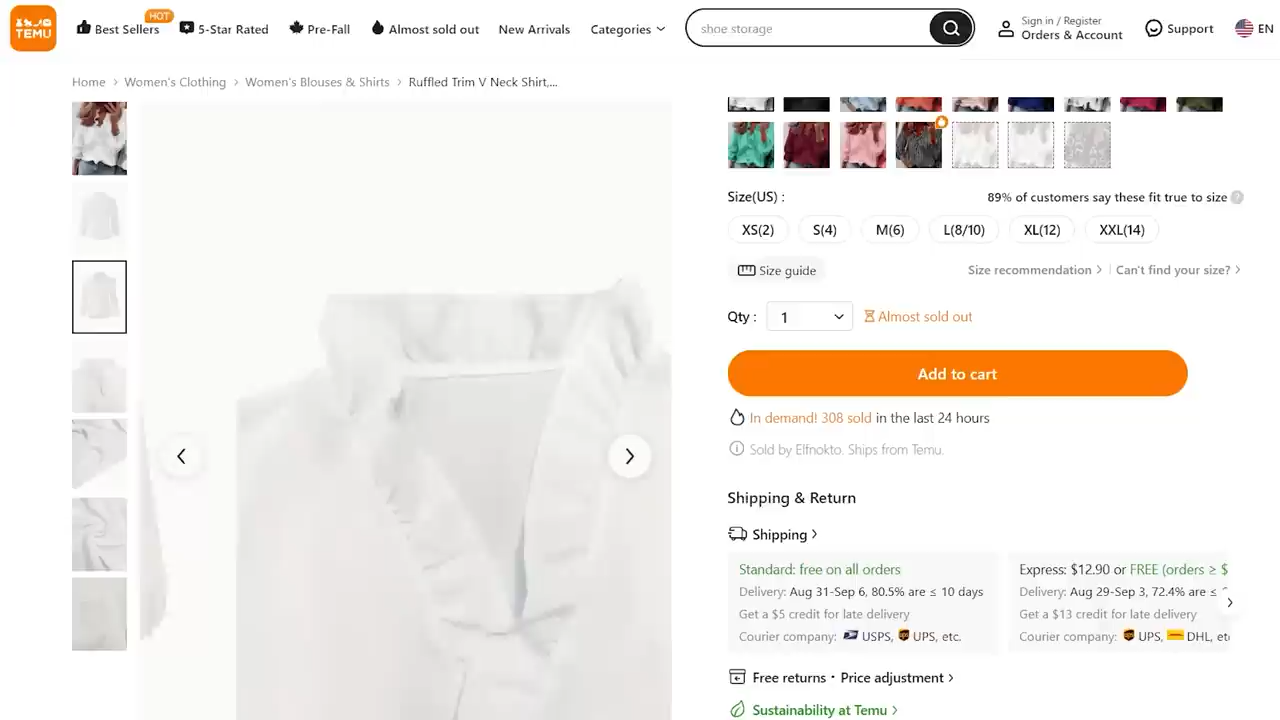 TEMU
Best Sellers
HOT
5-Star Rated
Pre-Fall
Almost sold out
New Arrivals
Categories
shoe storage
Sign in / Register
Orders & Account
Support
EN
Home > Women's Clothing > Women's Blouses & Shirts > Ruffled Trim V Neck Shirt,...
Size(US) :
89% of customers say these fit true to size ?
XS(2)
S(4)
M(6)
L(8/10)
XL(12)
XXL(14)
Size guide
Size recommendation >
Can't find your size? >
Qty :
1
Almost sold out
Add to cart
In demand! 308 sold in the last 24 hours
Sold by Elfnokto. Ships from Temu.
Shipping & Return
Shipping >
Standard: free on all orders
Delivery: Aug 31-Sep 6, 80.5% are ≤ 10 days
Get a $5 credit for late delivery
Courier company: USPS, UPS, etc.
Express: $12.90 or FREE (orders ≥ $
Delivery: Aug 29-Sep 3, 72.4% are ≤
Get a $13 credit for late delivery
Courier company: UPS, DHL, et
Free returns · Price adjustment >
Sustainability at Temu >